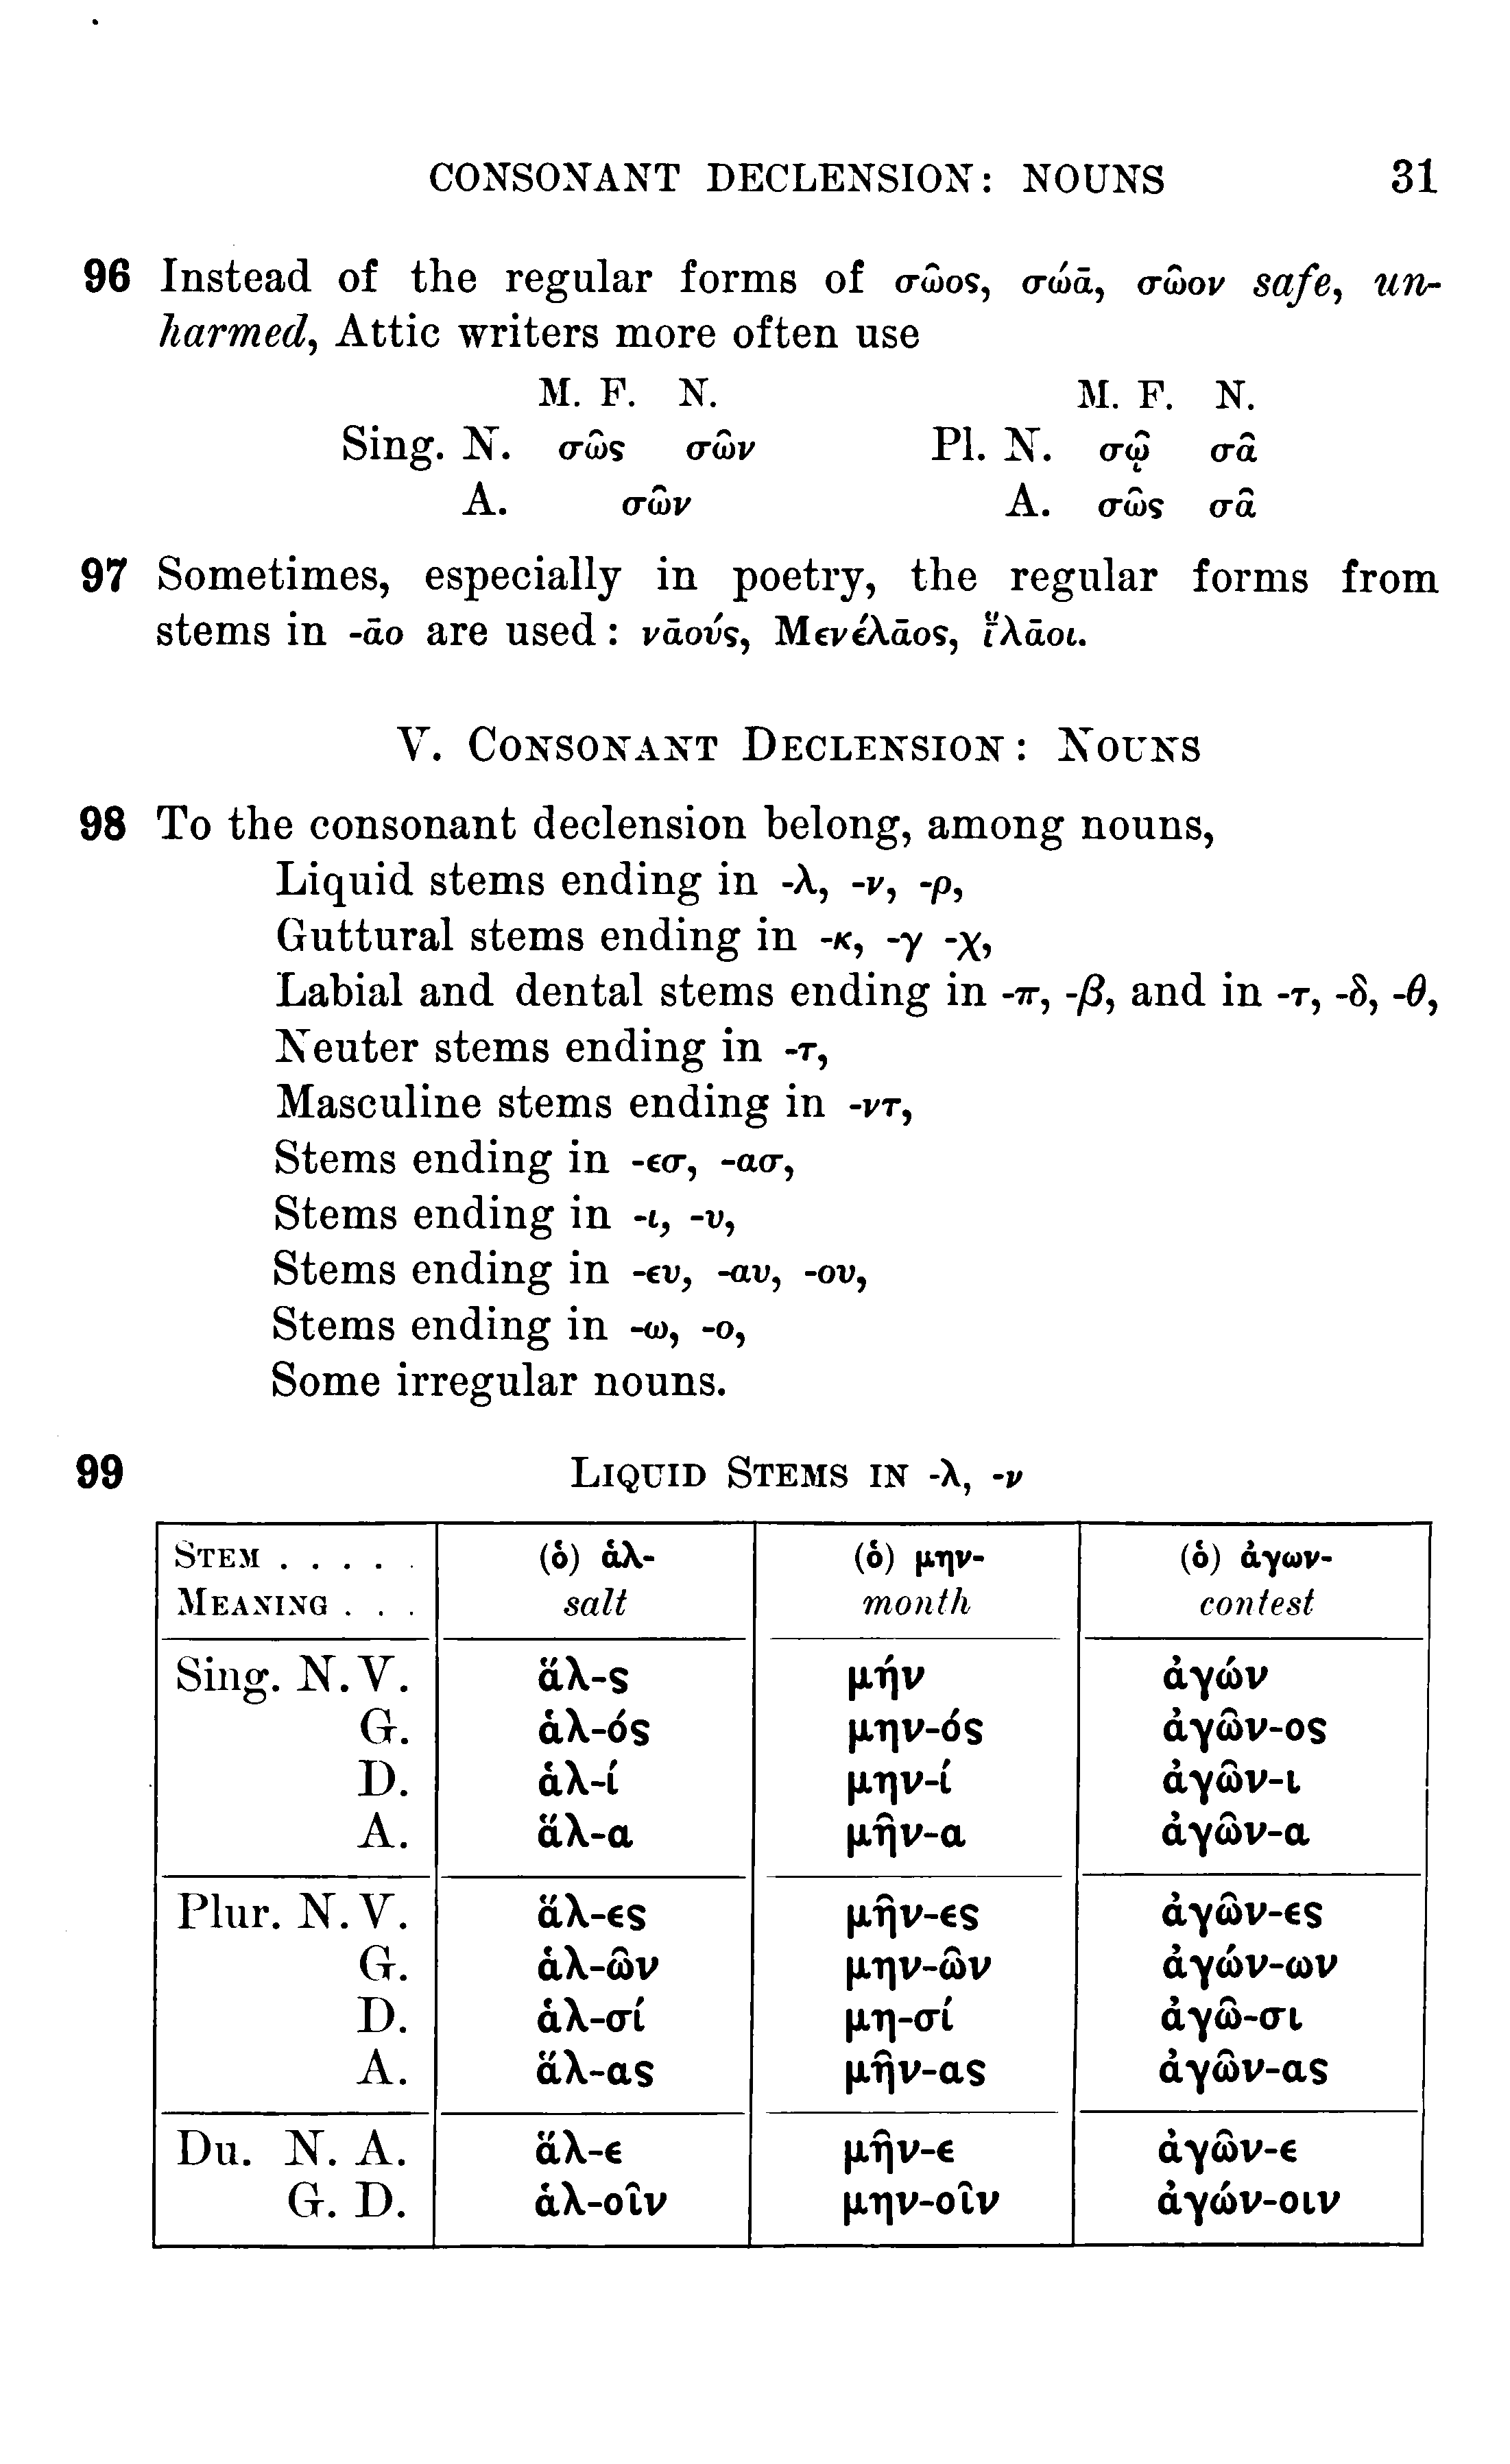 CONSONANT DECLENSION: NOUNS 31
96 Instead of the regular forms of σῶος, σώᾱ, σῶον safe, un-
harmed, Attic writers more often use
M. F. N. M. F. N.
Sing. N. σῶς σῶν Pl. N. σῷ σᾶ
A. σῶν A. σῶς σᾶ
97 Sometimes, especially in poetry, the regular forms from
stems in -ᾱο are used: νᾱούς, Μενέλᾱος, ῑ̔́λᾱοι.
V. CONSONANT DECLENSION: NOUNS
98 To the consonant declension belong, among nouns,
Liquid stems ending in -λ, -ν, -ρ,
Guttural stems ending in -κ, -γ -χ,
Labial and dental stems ending in -π, -β, and in -τ, -δ, -θ,
Neuter stems ending in -τ,
Masculine stems ending in -ντ,
Stems ending in -εσ, -ασ,
Stems ending in -ι, -υ,
Stems ending in -ευ, -αυ, -ου,
Stems ending in -ω, -ο,
Some irregular nouns.
99 LIQUID STEMS IN -λ, -ν
STEM . . . . . (ὁ) ἁλ- (ὁ) μην- (ὁ) ἀγων-
MEANING . . . salt month contest
Sing. N. V. ἅλ-ς μήν ἀγών
G. ἁλ-ός μην-ός ἀγῶν-ος
D. ἁλ-ί μην-ί ἀγῶν-ι
A. ἅλ-α μῆν-α ἀγῶν-α
Plur. N. V. ἅλ-ες μῆν-ες ἀγῶν-ες
G. ἁλ-ῶν μην-ῶν ἀγών-ων
D. ἁλ-σί μη-σί ἀγῶ-σι
A. ἅλ-ας μῆν-ας ἀγῶν-ας
Du. N. A. ἅλ-ε μῆν-ε ἀγῶν-ε
G. D. ἁλ-οῖν μην-οῖν ἀγών-οιν